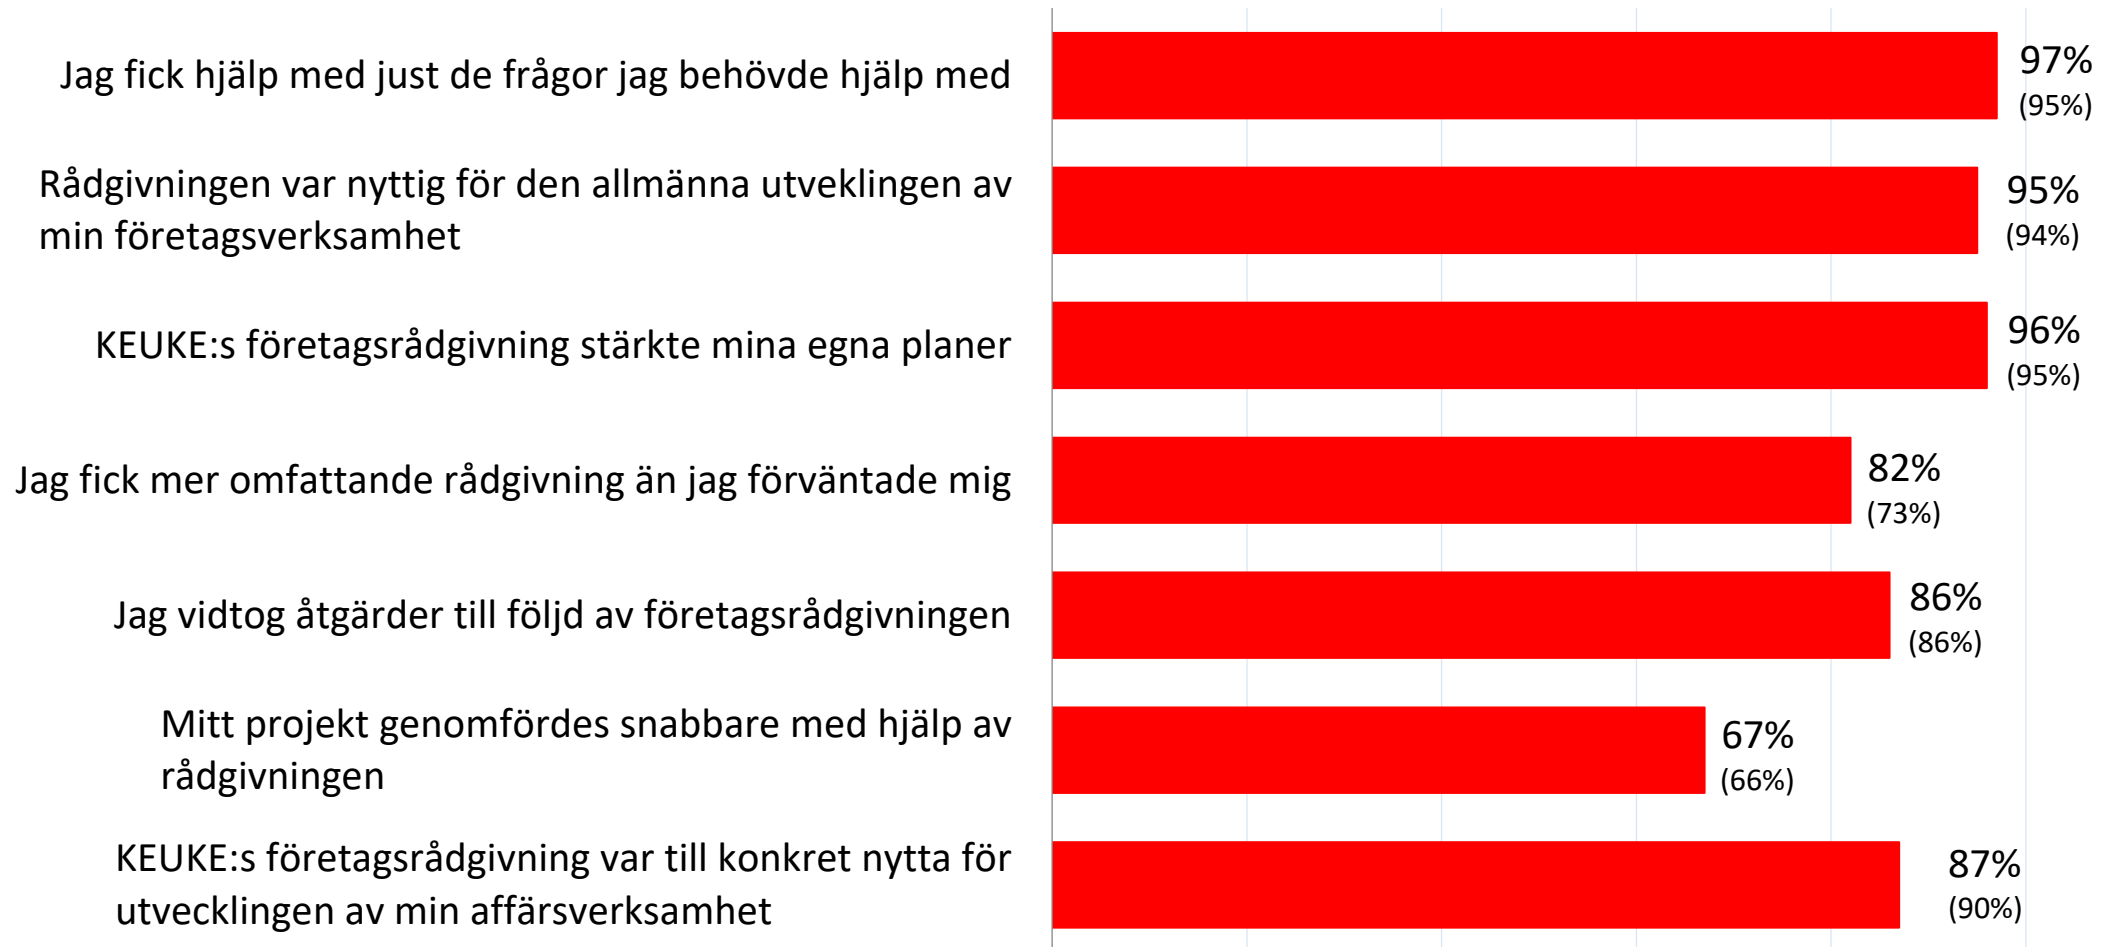 Jag fick hjälp med just de frågor jag behövde hjälp med
97%
(95%)
Rådgivningen var nyttig för den allmänna utveklingen av
min företagsverksamhet
95%
(94%)
KEUKE:s företagsrådgivning stärkte mina egna planer
96%
(95%)
Jag fick mer omfattande rådgivning än jag förväntade mig
82%
(73%)
Jag vidtog åtgärder till följd av företagsrådgivningen
86%
(86%)
Mitt projekt genomfördes snabbare med hjälp av
rådgivningen
67%
(66%)
KEUKE:s företagsrådgivning var till konkret nytta för
utvecklingen av min affärsverksamhet
87%
(90%)